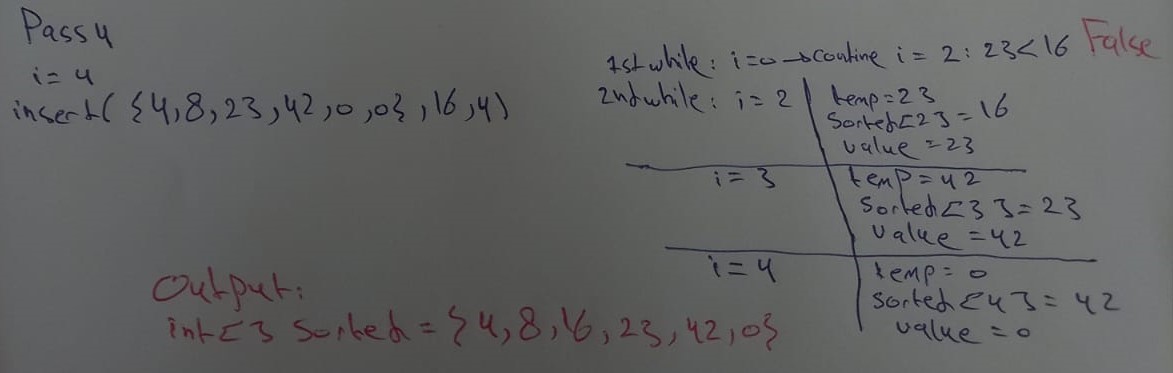 Pass 4
i = 4
insert( {4,8,23,42,0,0} ,16,4)
1st while: i=0 → contine i = 2 : 23<16 False
2nd while: i = 2
temp=23
Sorted[2] = 16
value = 23
i = 3
temp = 42
Sorted[3] = 23
value = 42
i = 4
temp = 0
Sorted[4] = 42
value = 0
Output:
int[] Sorted = {4,8,16,23,42,0}